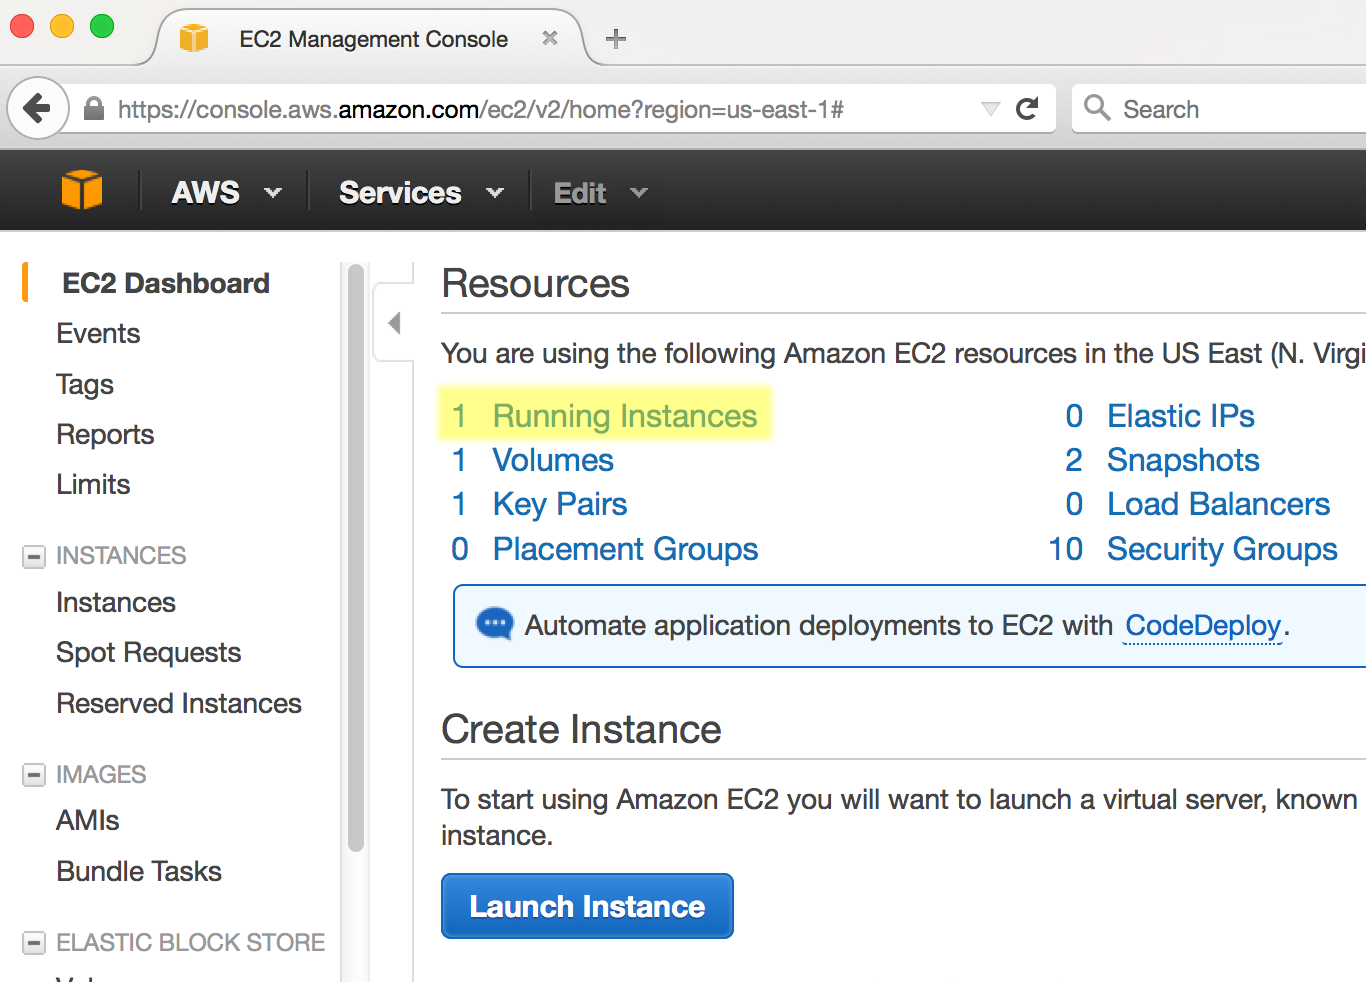 EC2 Management Console
https://console.aws.amazon.com/ec2/v2/home?region=us-east-1#
Search
AWS
Services
Edit
EC2 Dashboard
Events
Tags
Reports
Limits
INSTANCES
Instances
Spot Requests
Reserved Instances
IMAGES
AMIs
Bundle Tasks
ELASTIC BLOCK STORE
Resources
You are using the following Amazon EC2 resources in the US East (N. Virgi
1 Running Instances
0 Elastic IPs
1 Volumes
2 Snapshots
1 Key Pairs
0 Load Balancers
0 Placement Groups
10 Security Groups
Automate application deployments to EC2 with CodeDeploy.
Create Instance
To start using Amazon EC2 you will want to launch a virtual server, known
instance.
Launch Instance